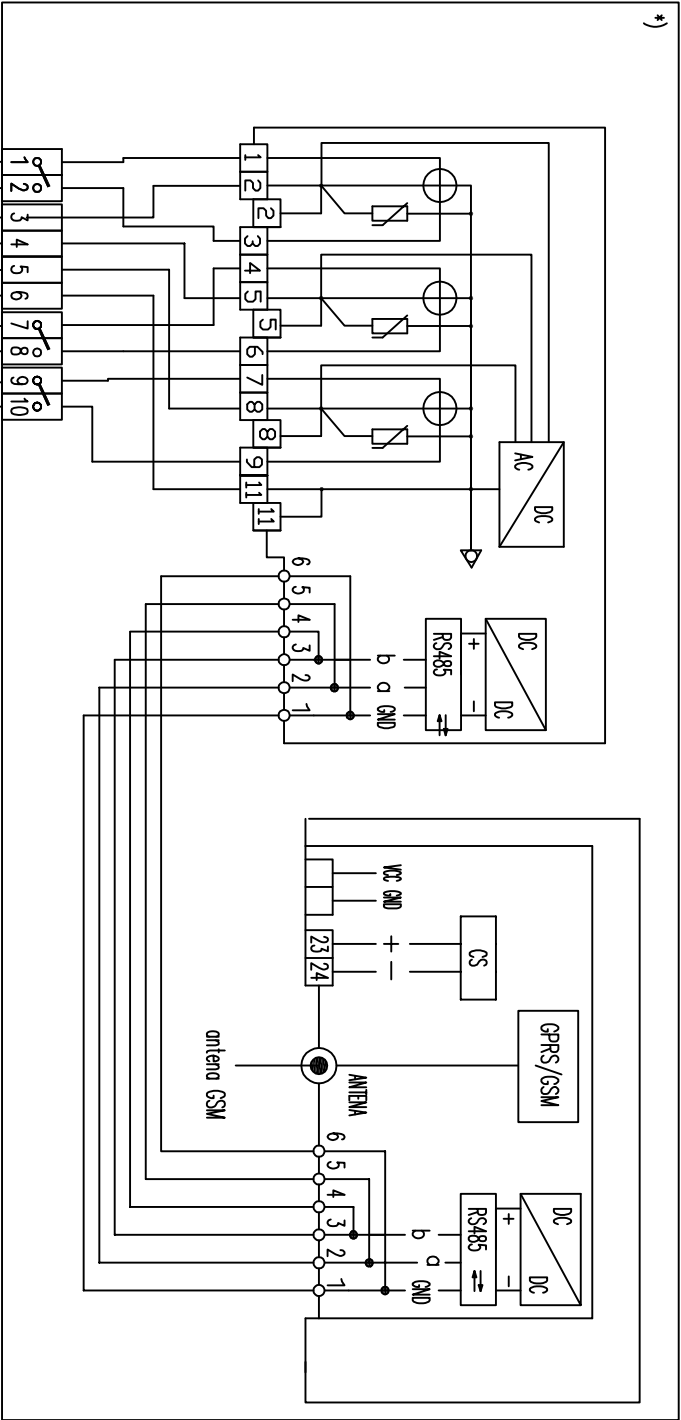 *)
AC
DC
1
2
2
3
4
5
5
6
7
8
8
9
11
11
1
2
3
4
5
6
7
8
9
10
DC
DC
+
-
RS485
b
a
GND
6
5
4
3
2
1
VCC GND
23 24
+ -
CS
GPRS/GSM
ANTENA
antena GSM
DC
DC
+
-
RS485
b
a
GND
6
5
4
3
2
1